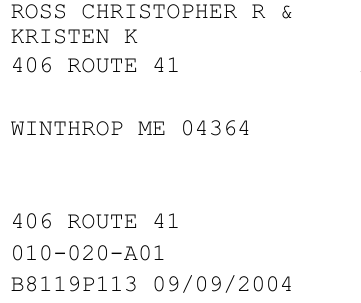 ROSS CHRISTOPHER R &
KRISTEN K
406 ROUTE 41
WINTHROP ME 04364
406 ROUTE 41
010-020-A01
B8119P113 09/09/2004